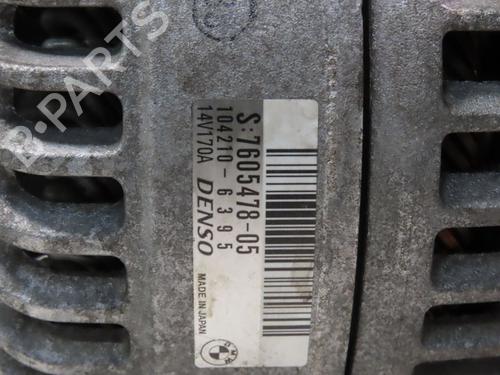 B-PARTS
S:7605478-05
104210-6395
14V170A DENSO
MADE IN JAPAN
BMW